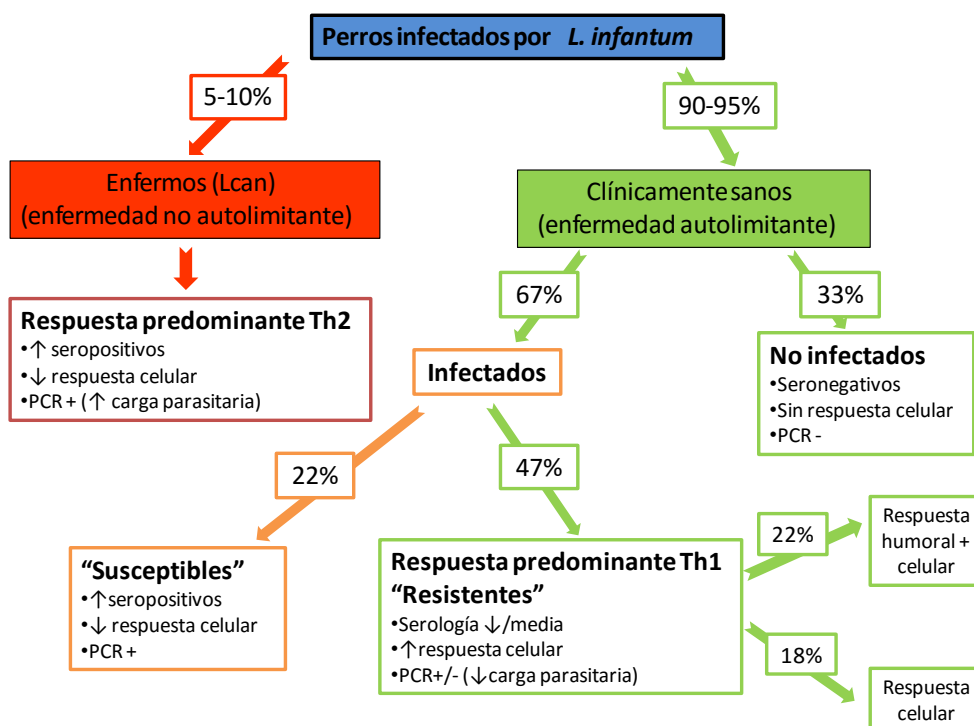 Perros infectados por L. infantum
5-10%
90-95%
Enfermos (Lcan)
(enfermedad no autolimitante)
Clínicamente sanos
(enfermedad autolimitante)
67%
33%
Respuesta predominante Th2
•↑ seropositivos
•↓ respuesta celular
•PCR + (↑ carga parasitaria)
Infectados
No infectados
•Seronegativos
•Sin respuesta celular
•PCR -
22%
47%
"Susceptibles"
•↑seropositivos
•↓ respuesta celular
•PCR +
Respuesta predominante Th1
"Resistentes"
•Serología ↓/media
•↑respuesta celular
•PCR+/- (↓carga parasitaria)
22%
Respuesta
humoral +
celular
18%
Respuesta
celular